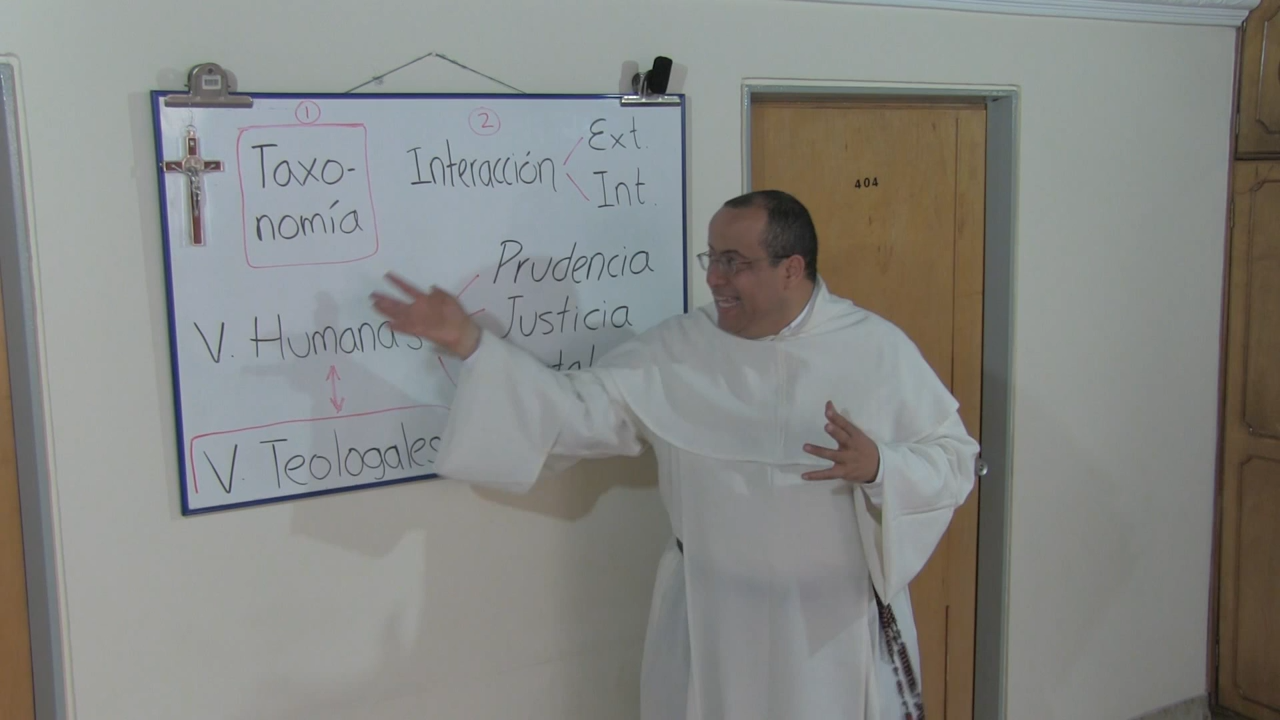 ① ②
Taxo-
nomía
Interacción
Ext.
Int.
V. Humanas
Prudencia
Justicia
V. Teologales
404